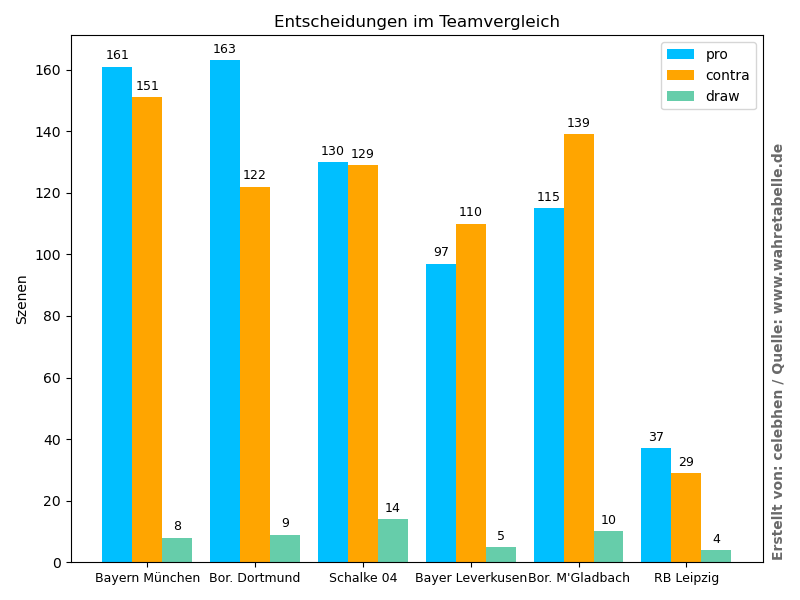 Entscheidungen im Teamvergleich
pro
contra
draw
Szenen
160
140
120
100
80
60
40
20
0
161
151
8
163
122
9
130
129
14
97
110
5
115
139
10
37
29
4
Bayern München
Bor. Dortmund
Schalke 04
Bayer Leverkusen
Bor. M'Gladbach
RB Leipzig
Erstellt von: celebhen / Quelle: www.wahretabelle.de